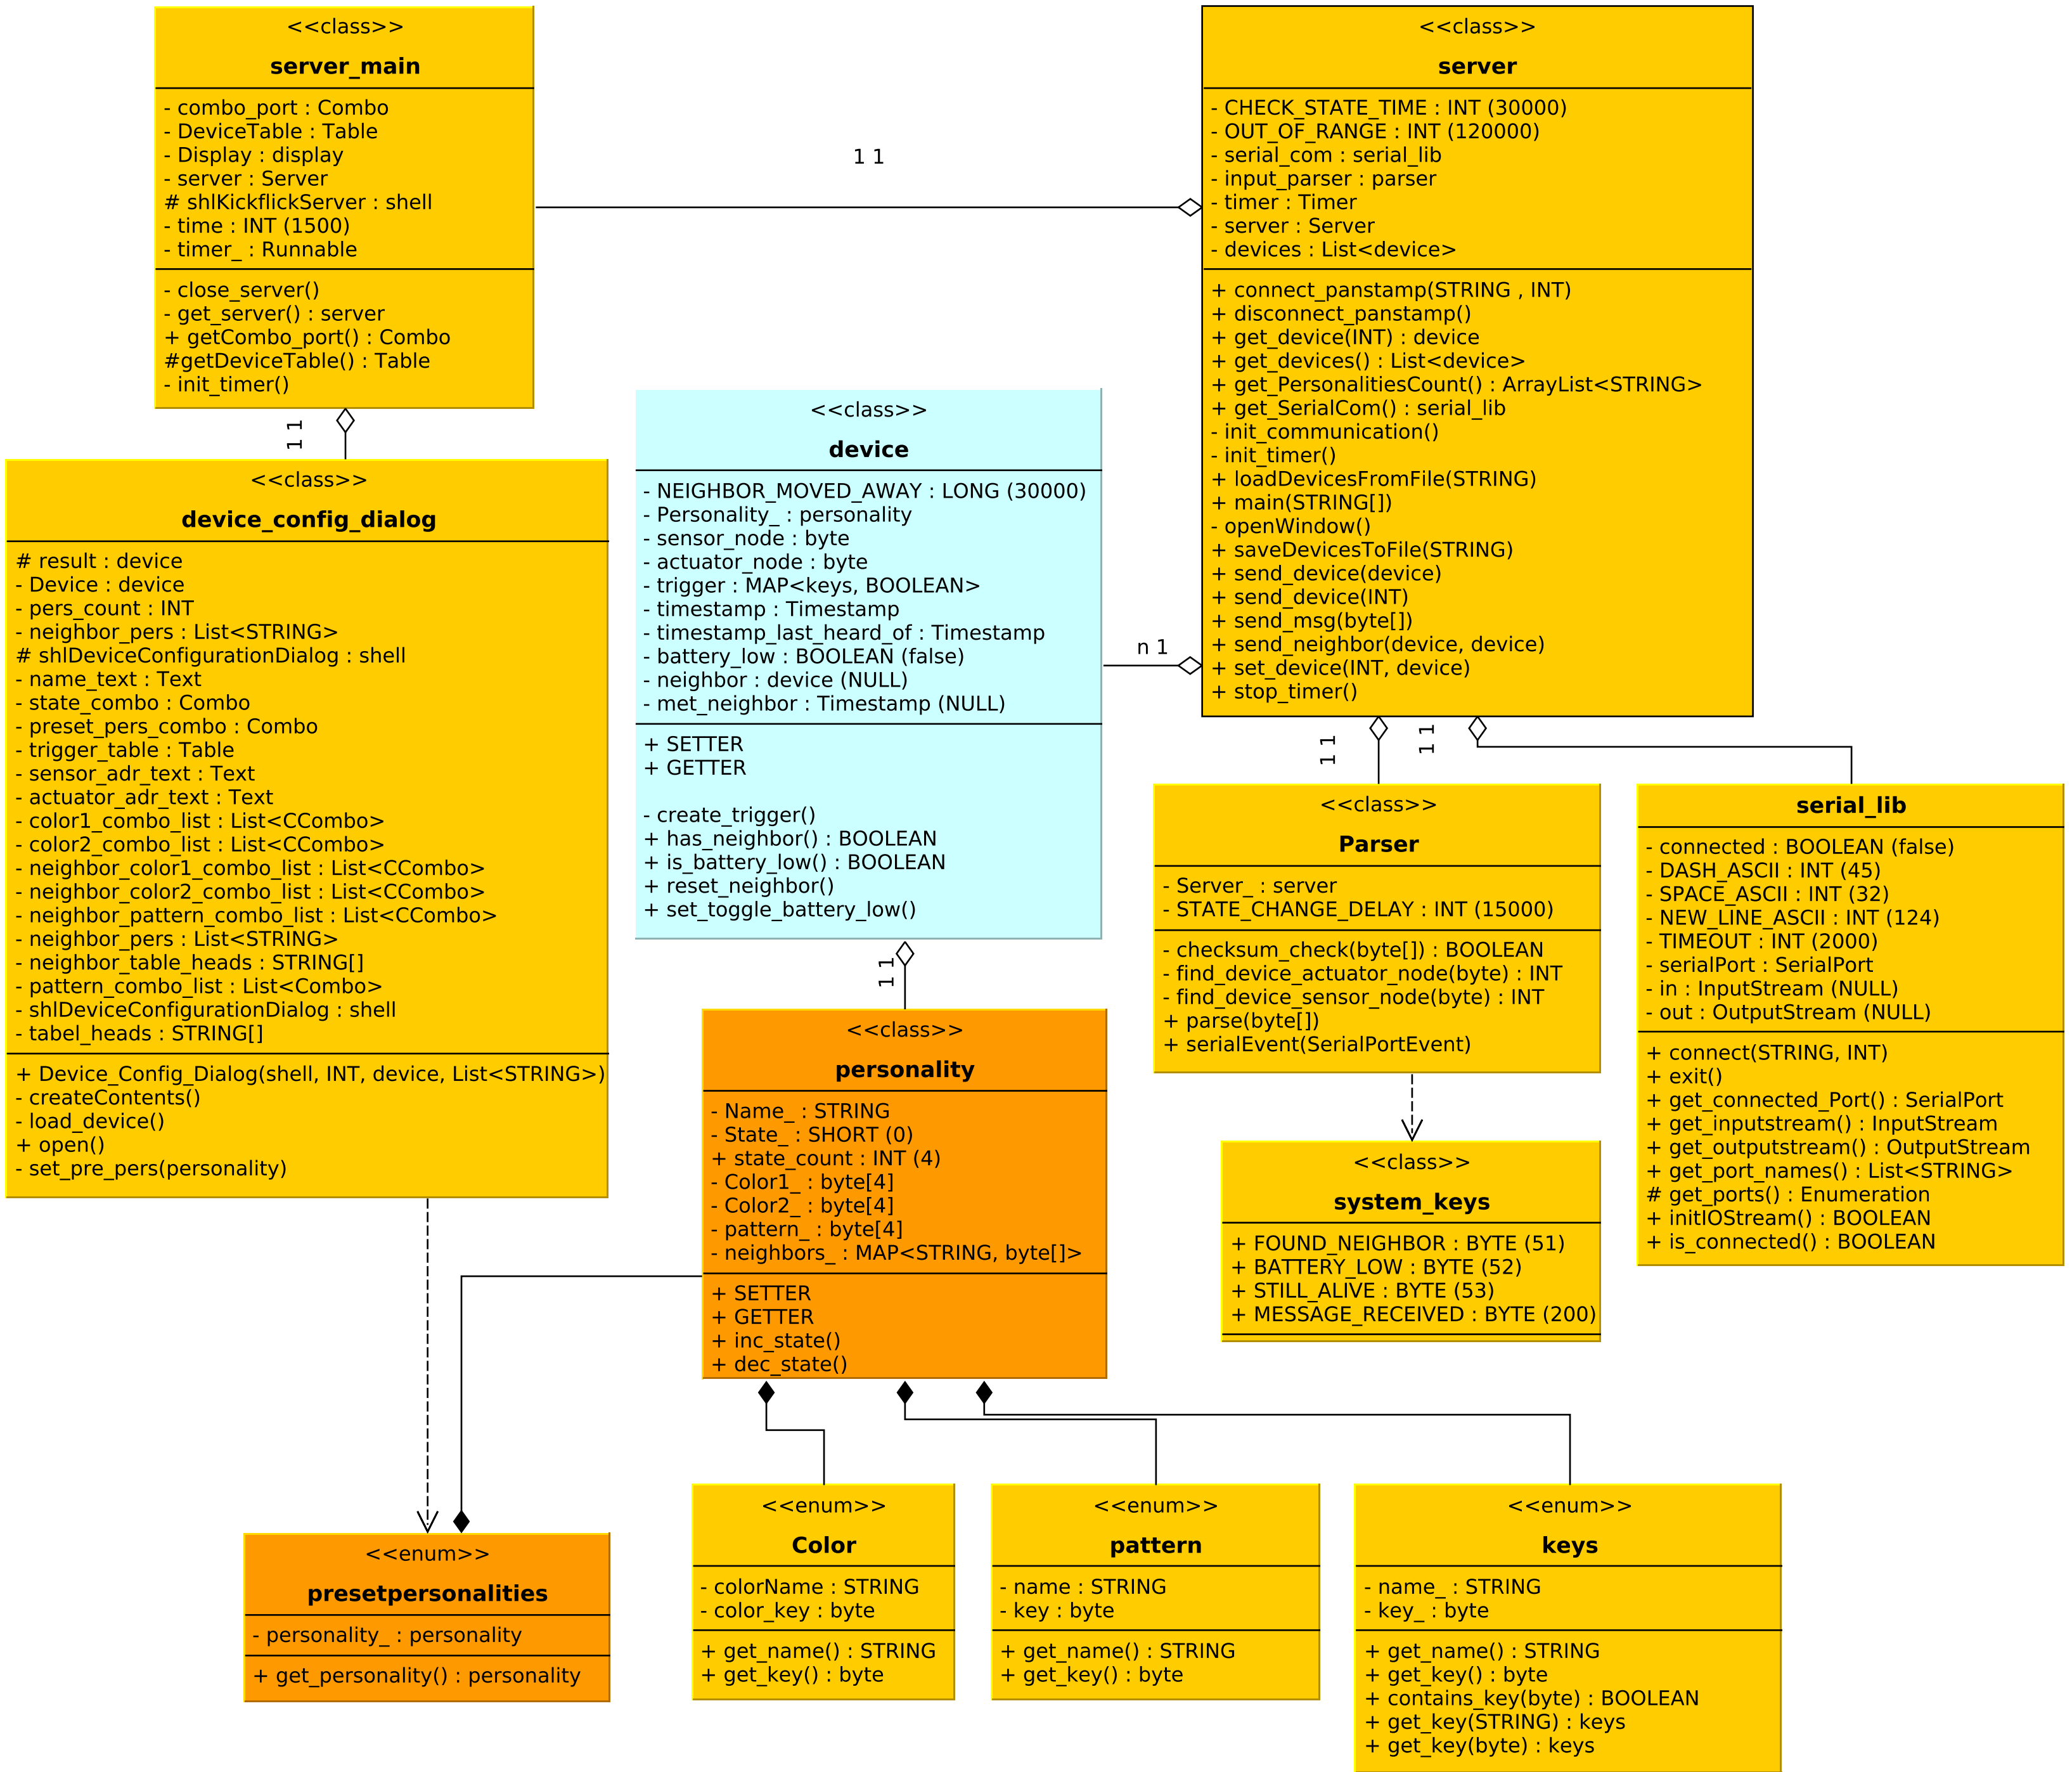 <<class>>
server_main
- combo_port : Combo
- DeviceTable : Table
- Display : display
- server : Server
# shlKickflickServer : shell
- time : INT (1500)
- timer_ : Runnable
- close_server()
- get_server() : server
+ getCombo_port() : Combo
#getDeviceTable() : Table
- init_timer()
1 1
<<class>>
server
- CHECK_STATE_TIME : INT (30000)
- OUT_OF_RANGE : INT (120000)
- serial_com : serial_lib
- input_parser : parser
- timer : Timer
- server : Server
- devices : List<device>
+ connect_panstamp(STRING , INT)
+ disconnect_panstamp()
+ get_device(INT) : device
+ get_devices() : List<device>
+ get_PersonalitiesCount() : ArrayList<STRING>
+ get_SerialCom() : serial_lib
- init_communication()
- init_timer()
+ loadDevicesFromFile(STRING)
+ main(STRING[])
- openWindow()
+ saveDevicesToFile(STRING)
+ send_device(device)
+ send_device(INT)
+ send_msg(byte[])
+ send_neighbor(device, device)
+ set_device(INT, device)
+ stop_timer()
1 1
<<class>>
device_config_dialog
# result : device
- Device : device
- pers_count : INT
- neighbor_pers : List<STRING>
# shlDeviceConfigurationDialog : shell
- name_text : Text
- state_combo : Combo
- preset_pers_combo : Combo
- trigger_table : Table
- sensor_adr_text : Text
- actuator_adr_text : Text
- color1_combo_list : List<CCombo>
- color2_combo_list : List<CCombo>
- neighbor_color1_combo_list : List<CCombo>
- neighbor_color2_combo_list : List<CCombo>
- neighbor_pattern_combo_list : List<CCombo>
- neighbor_pers : List<STRING>
- neighbor_table_heads : STRING[]
- pattern_combo_list : List<Combo>
- shlDeviceConfigurationDialog : shell
- tabel_heads : STRING[]
+ Device_Config_Dialog(shell, INT, device, List<STRING>)
- createContents()
- load_device()
+ open()
- set_pre_pers(personality)
<<class>>
device
- NEIGHBOR_MOVED_AWAY : LONG (30000)
- Personality_ : personality
- sensor_node : byte
- actuator_node : byte
- trigger : MAP<keys, BOOLEAN>
- timestamp : Timestamp
- timestamp_last_heard_of : Timestamp
- battery_low : BOOLEAN (false)
- neighbor : device (NULL)
- met_neighbor : Timestamp (NULL)
+ SETTER
+ GETTER
- create_trigger()
+ has_neighbor() : BOOLEAN
+ is_battery_low() : BOOLEAN
+ reset_neighbor()
+ set_toggle_battery_low()
n 1
1 1
1 1
1 1
<<class>>
Parser
- Server_ : server
- STATE_CHANGE_DELAY : INT (15000)
- checksum_check(byte[]) : BOOLEAN
- find_device_actuator_node(byte) : INT
- find_device_sensor_node(byte) : INT
+ parse(byte[])
+ serialEvent(SerialPortEvent)
serial_lib
- connected : BOOLEAN (false)
- DASH_ASCII : INT (45)
- SPACE_ASCII : INT (32)
- NEW_LINE_ASCII : INT (124)
- TIMEOUT : INT (2000)
- serialPort : SerialPort
- in : InputStream (NULL)
- out : OutputStream (NULL)
+ connect(STRING, INT)
+ exit()
+ get_connected_Port() : SerialPort
+ get_inputstream() : InputStream
+ get_outputstream() : OutputStream
+ get_port_names() : List<STRING>
# get_ports() : Enumeration
+ initIOStream() : BOOLEAN
+ is_connected() : BOOLEAN
<<class>>
personality
- Name_ : STRING
- State_ : SHORT (0)
+ state_count : INT (4)
- Color1_ : byte[4]
- Color2_ : byte[4]
- pattern_ : byte[4]
- neighbors_ : MAP<STRING, byte[]>
+ SETTER
+ GETTER
+ inc_state()
+ dec_state()
<<class>>
system_keys
+ FOUND_NEIGHBOR : BYTE (51)
+ BATTERY_LOW : BYTE (52)
+ STILL_ALIVE : BYTE (53)
+ MESSAGE_RECEIVED : BYTE (200)
<<enum>>
presetpersonalities
- personality_ : personality
+ get_personality() : personality
<<enum>>
Color
- colorName : STRING
- color_key : byte
+ get_name() : STRING
+ get_key() : byte
<<enum>>
pattern
- name : STRING
- key : byte
+ get_name() : STRING
+ get_key() : byte
<<enum>>
keys
- name_ : STRING
- key_ : byte
+ get_name() : STRING
+ get_key() : byte
+ contains_key(byte) : BOOLEAN
+ get_key(STRING) : keys
+ get_key(byte) : keys